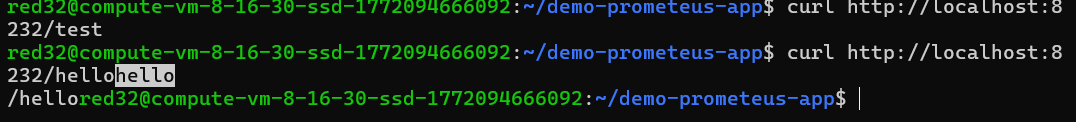 red32@compute-vm-8-16-30-ssd-1772094666092:~/demo-prometeus-app$ curl http://localhost:8
232/test
red32@compute-vm-8-16-30-ssd-1772094666092:~/demo-prometeus-app$ curl http://localhost:8
232/hellohello
/hellored32@compute-vm-8-16-30-ssd-1772094666092:~/demo-prometeus-app$